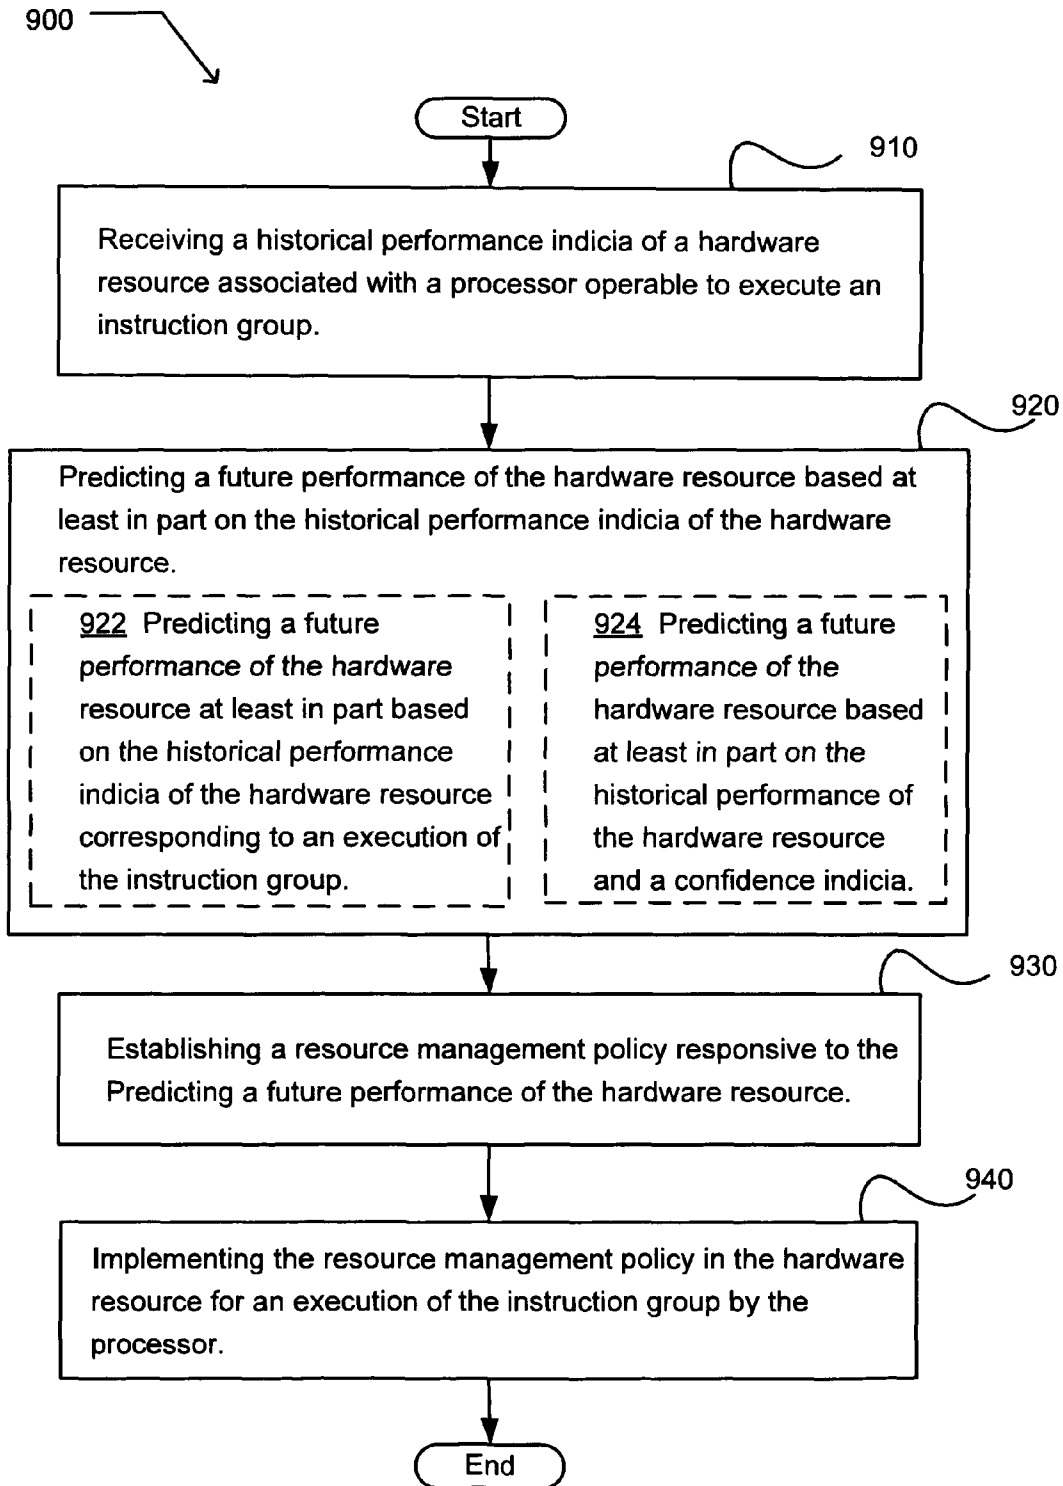 900
Start
910
Receiving a historical performance indicia of a hardware
resource associated with a processor operable to execute an
instruction group.
920
Predicting a future performance of the hardware resource based at
least in part on the historical performance indicia of the hardware
resource.
922 Predicting a future
performance of the hardware
resource at least in part based
on the historical performance
indicia of the hardware resource
corresponding to an execution of
the instruction group.
924 Predicting a future
performance of the
hardware resource based
at least in part on the
historical performance of
the hardware resource
and a confidence indicia.
930
Establishing a resource management policy responsive to the
Predicting a future performance of the hardware resource.
940
Implementing the resource management policy in the hardware
resource for an execution of the instruction group by the
processor.
End